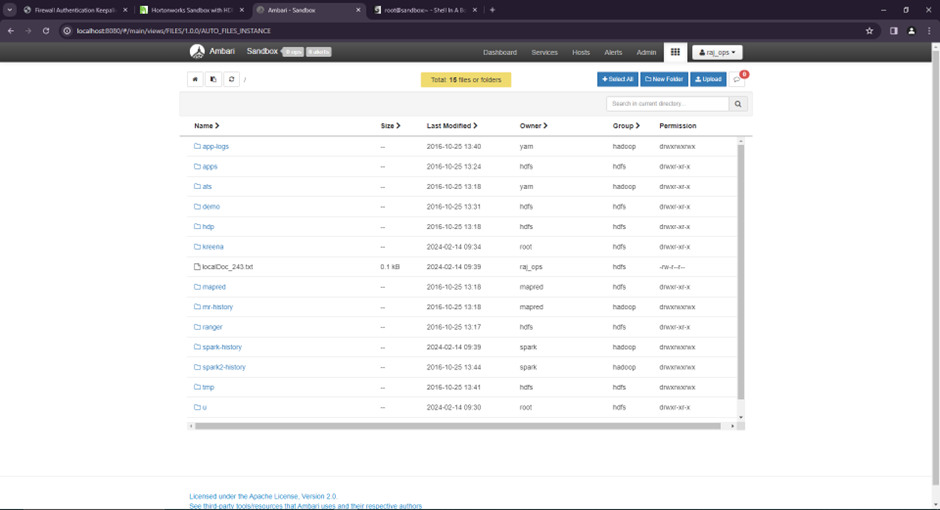 Firewall Authentication Keepali
Hortonworks Sandbox with HD
Ambari - Sandbox
root@sandbox:~ - Shell In A B
localhost:8080/#/main/views/FILES/1.0.0/AUTO_FILES_INSTANCE
Ambari Sandbox 0 ops 0 alerts Dashboard Services Hosts Alerts Admin raj_ops
/ Total: 15 files or folders Select All New Folder Upload
Search in current directory...
Name Size Last Modified Owner Group Permission
app-logs -- 2016-10-25 13:40 yarn hadoop drwxrwxrwx
apps -- 2016-10-25 13:24 hdfs hdfs drwxr-xr-x
ats -- 2016-10-25 13:18 yarn hadoop drwxr-xr-x
demo -- 2016-10-25 13:31 hdfs hdfs drwxr-xr-x
hdp -- 2016-10-25 13:18 hdfs hdfs drwxr-xr-x
kreena -- 2024-02-14 09:34 root hdfs drwxr-xr-x
localDoc_243.txt 0.1 kB 2024-02-14 09:39 raj_ops hdfs -rw-r--r--
mapred -- 2016-10-25 13:18 mapred hdfs drwxr-xr-x
mr-history -- 2016-10-25 13:18 mapred hadoop drwxrwxrwx
ranger -- 2016-10-25 13:17 hdfs hdfs drwxr-xr-x
spark-history -- 2024-02-14 09:39 spark hadoop drwxrwxrwx
spark2-history -- 2016-10-25 13:44 spark hadoop drwxrwxrwx
tmp -- 2016-10-25 13:41 hdfs hdfs drwxrwxrwx
u -- 2024-02-14 09:30 root hdfs drwxr-xr-x
Licensed under the Apache License, Version 2.0.
See third-party tools/resources that Ambari uses and their respective authors